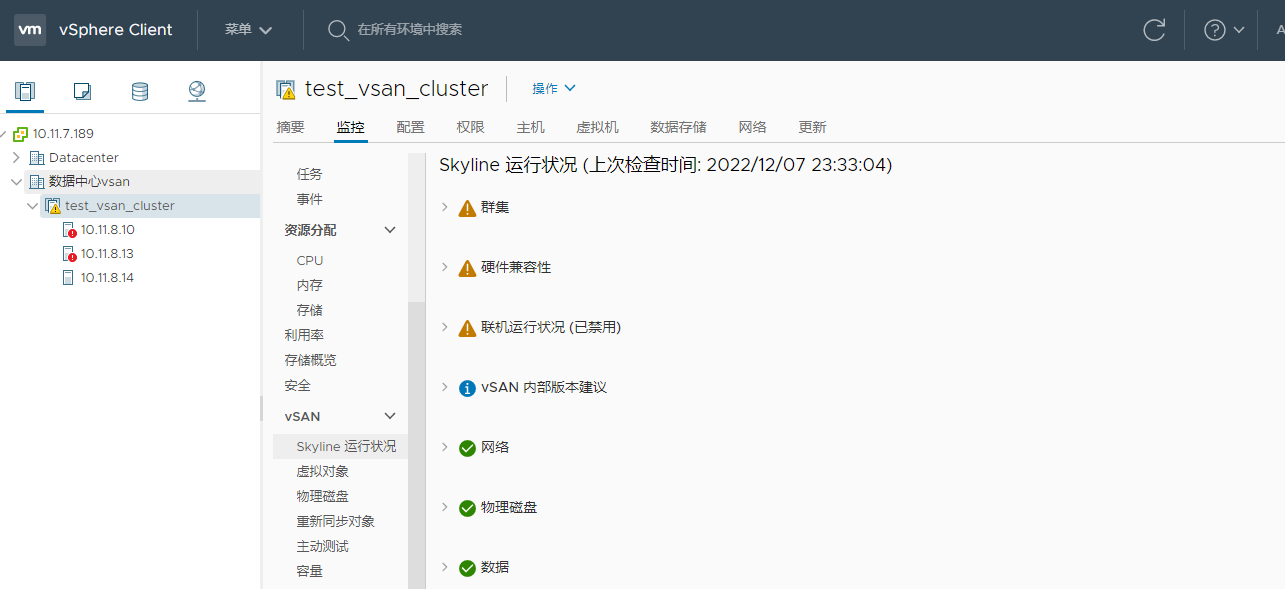 vm vSphere Client 菜单 在所有环境中搜索
10.11.7.189
Datacenter
数据中心vsan
test_vsan_cluster
10.11.8.10
10.11.8.13
10.11.8.14
test_vsan_cluster 操作
摘要 监控 配置 权限 主机 虚拟机 数据存储 网络 更新
任务
事件
资源分配
CPU
内存
存储
利用率
存储概览
安全
vSAN
Skyline 运行状况
虚拟对象
物理磁盘
重新同步对象
主动测试
容量
Skyline 运行状况 (上次检查时间: 2022/12/07 23:33:04)
群集
硬件兼容性
联机运行状况 (已禁用)
vSAN 内部版本建议
网络
物理磁盘
数据